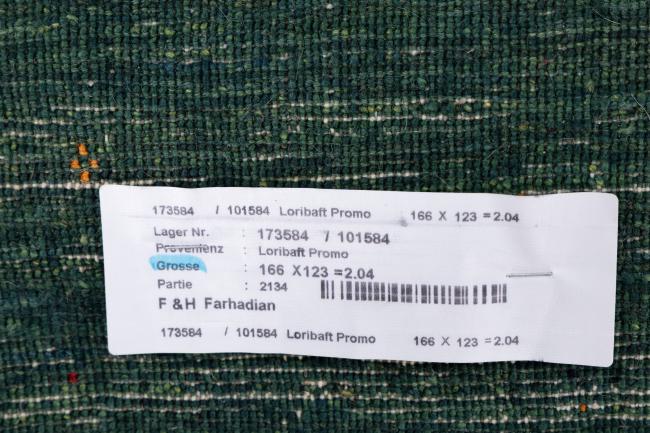 173584 / 101584 Loribaft Promo 166 X 123 = 2.04
Lager Nr. : 173584 / 101584
Provenienz : Loribaft Promo
Grosse : 166 X 123 = 2.04
Partie : 2134
F & H Farhadian
173584 / 101584 Loribaft Promo 166 X 123 = 2.04